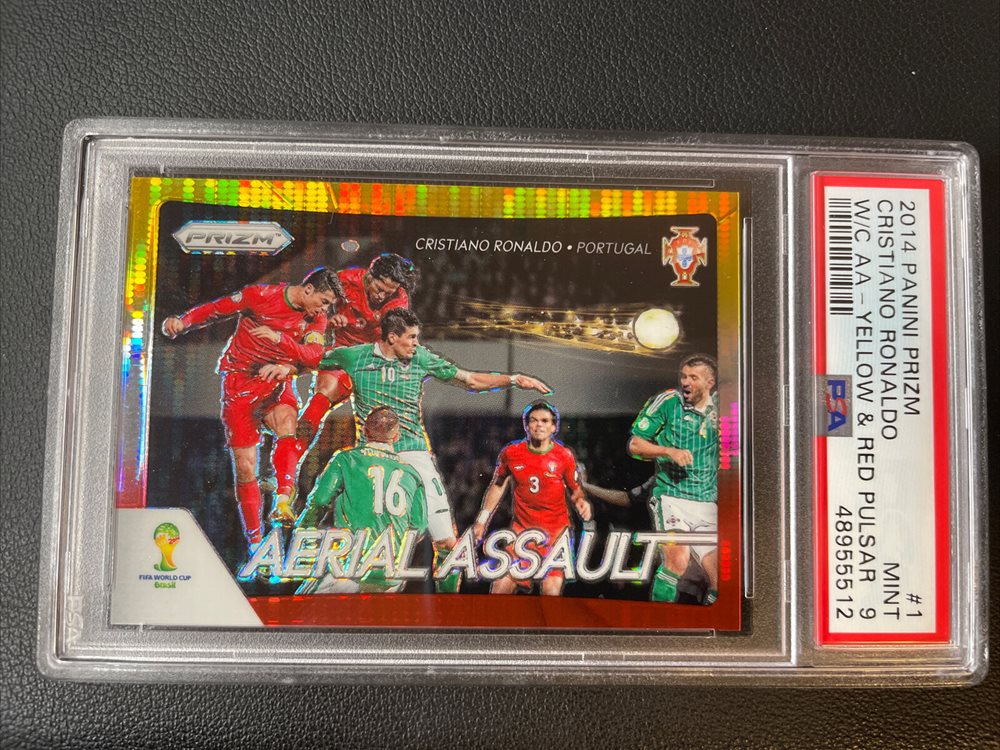 PRIZM
CRISTIANO RONALDO • PORTUGAL
10
16
3
AERIAL ASSAULT
FIFA WORLD CUP
Brasil
2014 PANINI PRIZM #1
CRISTIANO RONALDO MINT
W/C AA-YELLOW & RED PULSAR 9
PSA 48955512